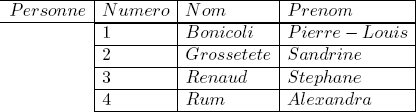 Personne Numero Nom Prenom
1 Bonicoli Pierre-Louis
2 Grossetete Sandrine
3 Renaud Stephane
4 Rum Alexandra